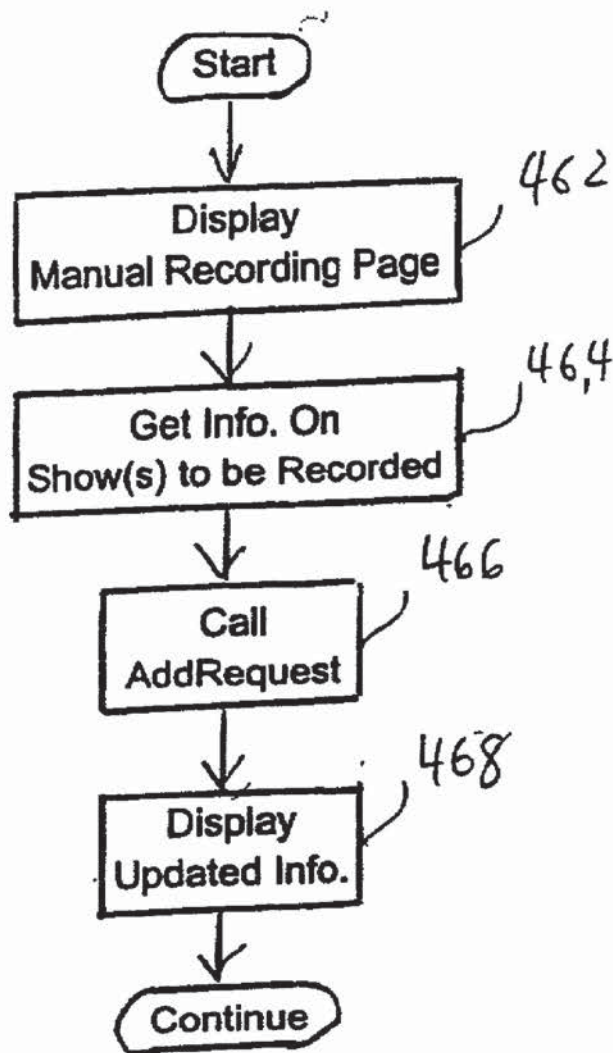 Start
462
Display
Manual Recording Page
46,4
Get Info. On
Show(s) to be Recorded
466
Call
AddRequest
468
Display
Updated Info.
Continue